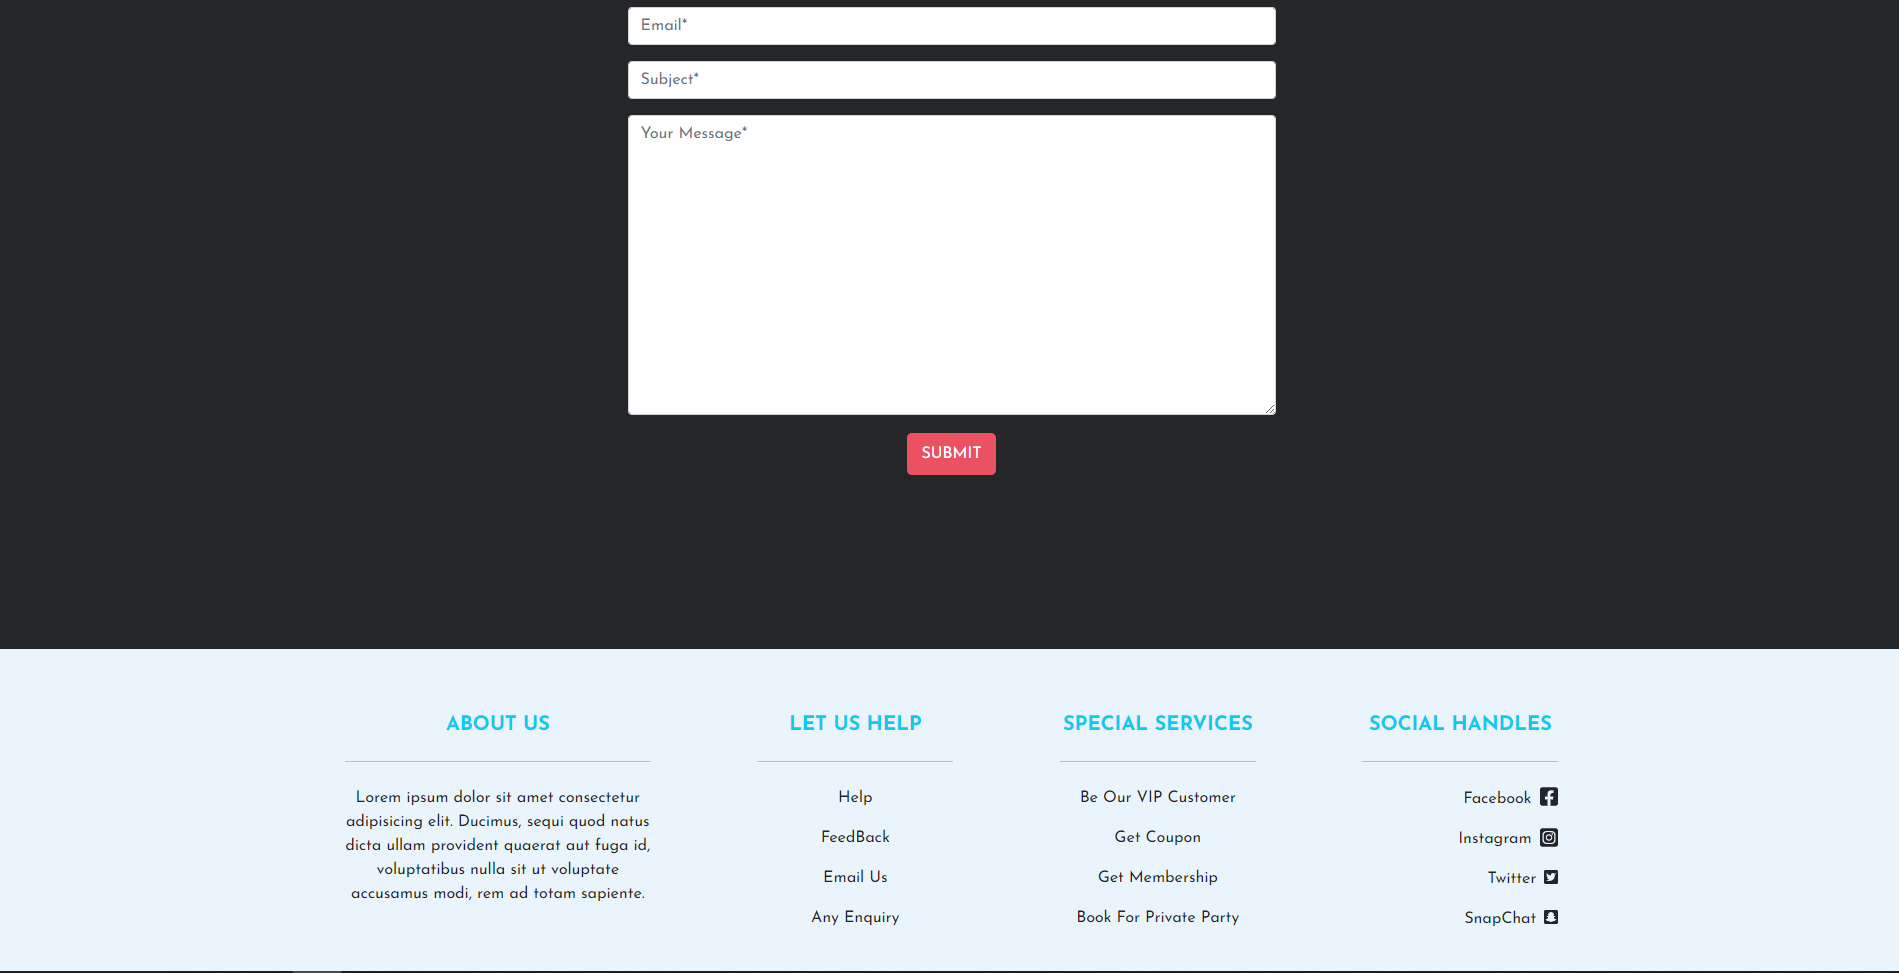 Email*
Subject*
Your Message*
SUBMIT
ABOUT US
Lorem ipsum dolor sit amet consectetur
adipisicing elit. Ducimus, sequi quod natus
dicta ullam provident quaerat aut fuga id,
voluptatibus nulla sit ut voluptate
accusamus modi, rem ad totam sapiente.
LET US HELP
Help
FeedBack
Email Us
Any Enquiry
SPECIAL SERVICES
Be Our VIP Customer
Get Coupon
Get Membership
Book For Private Party
SOCIAL HANDLES
Facebook
Instagram
Twitter
SnapChat